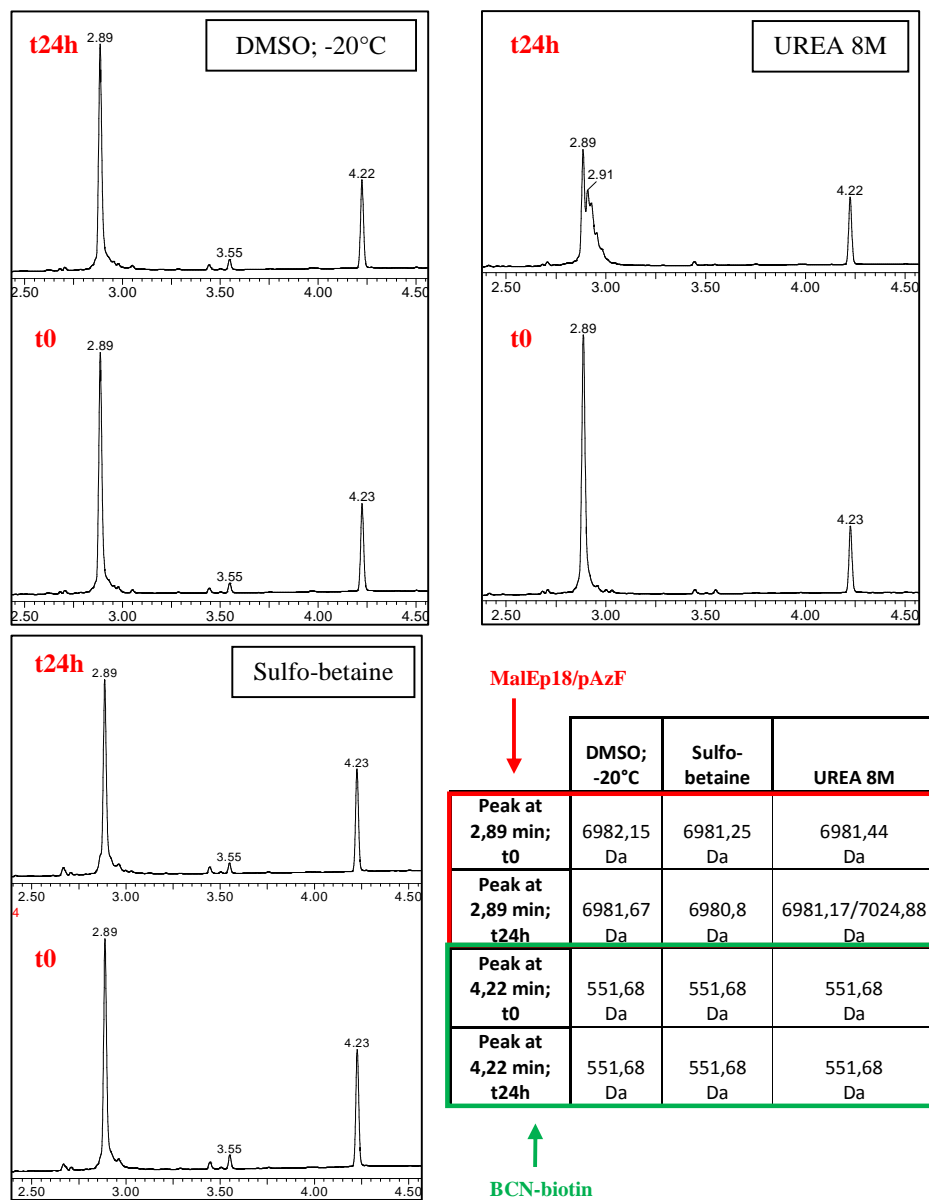 t24h
2.89
DMSO; -20°C
4.22
3.55
2.50 3.00 3.50 4.00 4.50
t0
2.89
4.23
3.55
2.50 3.00 3.50 4.00 4.50
t24h
UREA 8M
2.89
2.91
4.22
2.50 3.00 3.50 4.00 4.50
t0
2.89
4.23
2.50 3.00 3.50 4.00 4.50
t24h
2.89
Sulfo-betaine
4.23
3.55
2.50 3.00 3.50 4.00 4.50
4
t0
2.89
4.23
3.55
2.50 3.00 3.50 4.00 4.50
MalEp18/pAzF
DMSO; -20°C Sulfo-betaine UREA 8M
Peak at 2,89 min; t0 6982,15 Da 6981,25 Da 6981,44 Da
Peak at 2,89 min; t24h 6981,67 Da 6980,8 Da 6981,17/7024,88 Da
Peak at 4,22 min; t0 551,68 Da 551,68 Da 551,68 Da
Peak at 4,22 min; t24h 551,68 Da 551,68 Da 551,68 Da
BCN-biotin